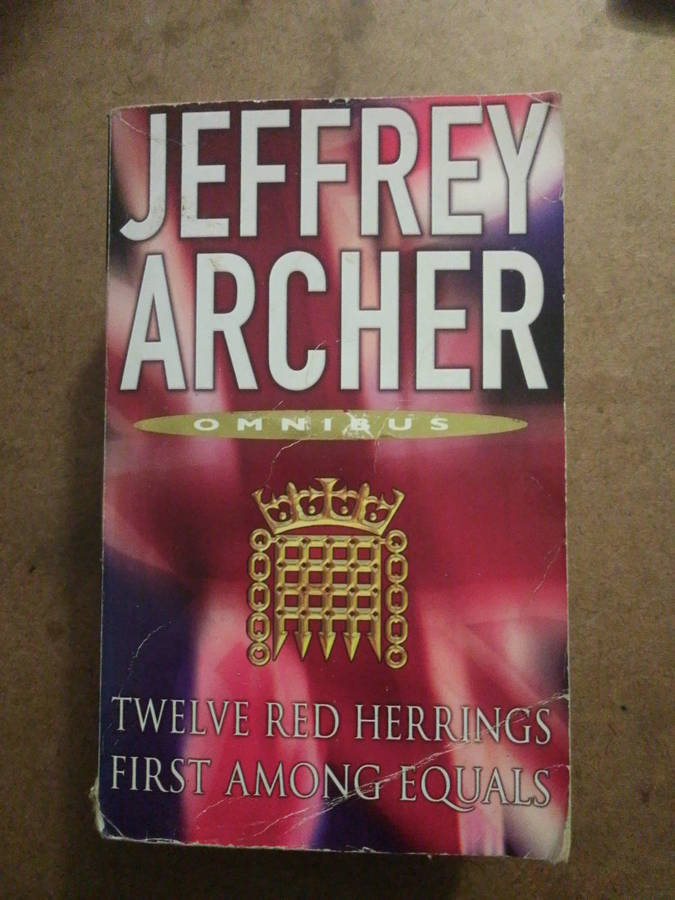 JEFFREY
ARCHER
OMNIBUS
TWELVE RED HERRINGS
FIRST AMONG EQUALS